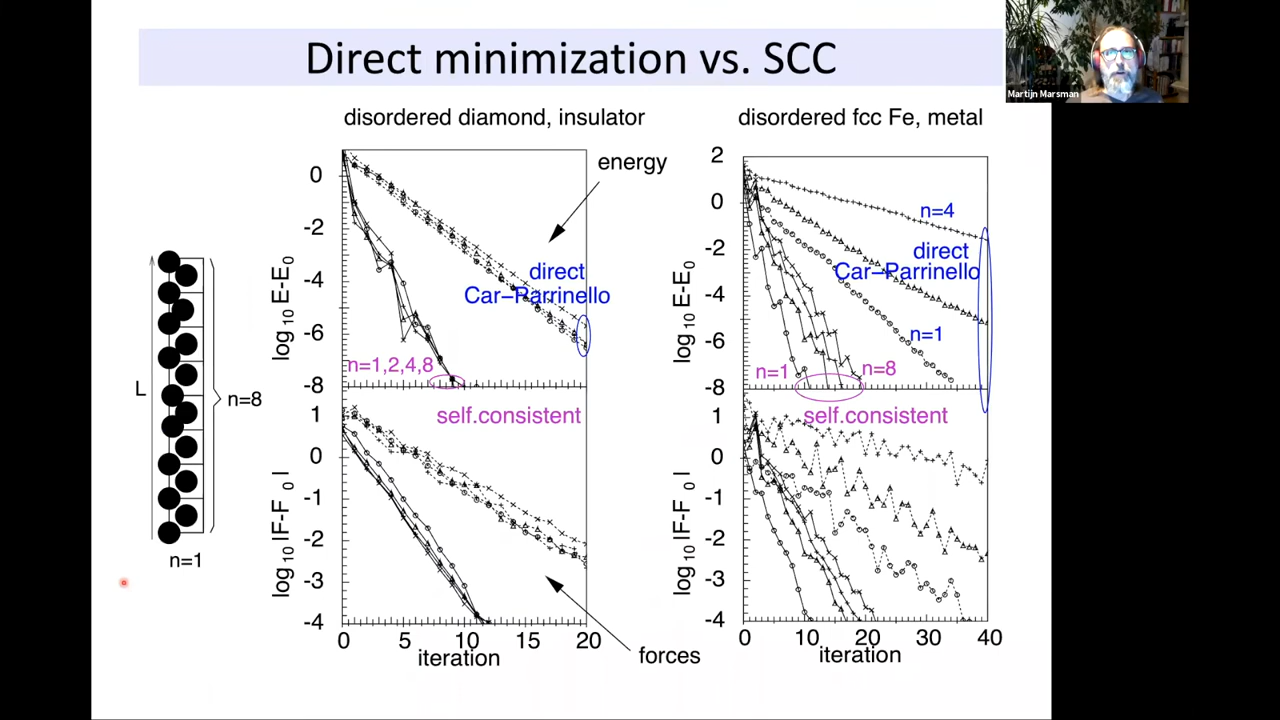 Direct minimization vs. SCC
Martijn Marsman
disordered diamond, insulator
disordered fcc Fe, metal
energy
direct
Car-Parrinello
n=1,2,4,8
self.consistent
log 10 E-E0
0
-2
-4
-6
-8
log 10 |F-F 0 |
1
0
-1
-2
-3
-4
0
5
10
15
20
iteration
forces
L
n=8
n=1
n=4
direct
Car-Parrinello
n=1
n=1
n=8
self.consistent
log 10 E-E0
2
0
-2
-4
-6
-8
log 10 |F-F 0 |
1
0
-1
-2
-3
-4
0
10
20
30
40
iteration